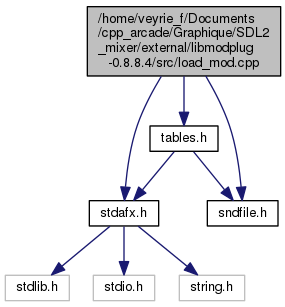 /home/veyrie_f/Documents
/cpp_arcade/Graphique/SDL2
_mixer/external/libmodplug
-0.8.8.4/src/load_mod.cpp
tables.h
stdafx.h
sndfile.h
stdlib.h
stdio.h
string.h